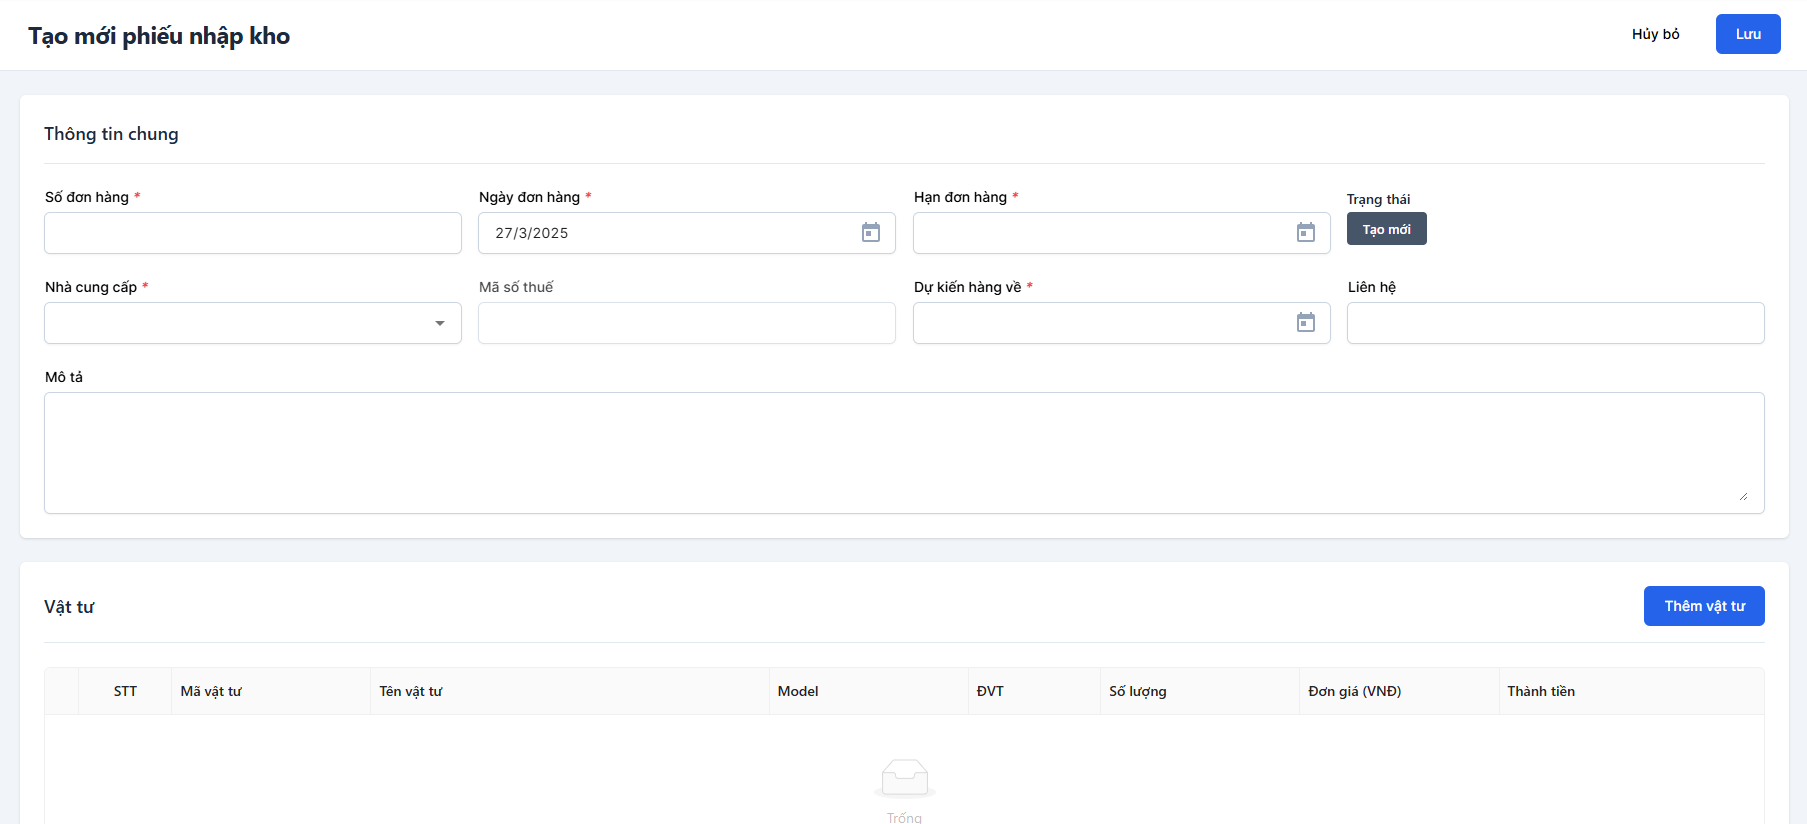 Tạo mới phiếu nhập kho
Hủy bỏ
Lưu
Thông tin chung
Số đơn hàng *
Ngày đơn hàng *
Hạn đơn hàng *
Trạng thái
27/3/2025
Tạo mới
Nhà cung cấp *
Mã số thuế
Dự kiến hàng về *
Liên hệ
Mô tả
Vật tư
Thêm vật tư
STT
Mã vật tư
Tên vật tư
Model
ĐVT
Số lượng
Đơn giá (VNĐ)
Thành tiền
Trống